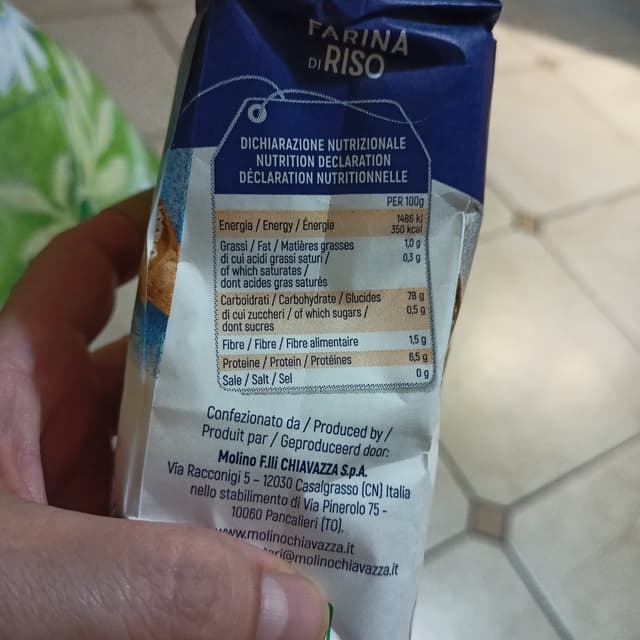 FARINA
DI RISO
DICHIARAZIONE NUTRIZIONALE
NUTRITION DECLARATION
DÉCLARATION NUTRITIONNELLE
PER 100g
Energia / Energy / Énergie 1486 kJ
350 kcal
Grassi / Fat / Matières grasses 1,0 g
di cui acidi grassi saturi / 0,3 g
of which saturates /
dont acides gras saturés
Carboidrati / Carbohydrate / Glucides 78 g
di cui zuccheri / of which sugars / 0,5 g
dont sucres
Fibre / Fibre / Fibre alimentaire 1,5 g
Proteine / Protein / Protéines 6,5 g
Sale / Salt / Sel 0 g
Confezionato da / Produced by /
Produit par / Geproduceerd door:
Molino F.lli CHIAVAZZA S.p.A.
Via Racconigi 5 – 12030 Casalgrasso (CN) Italia
nello stabilimento di Via Pinerolo 75 -
10060 Pancalieri (TO).
www.molinochiavazza.it
@molinochiavazza.it